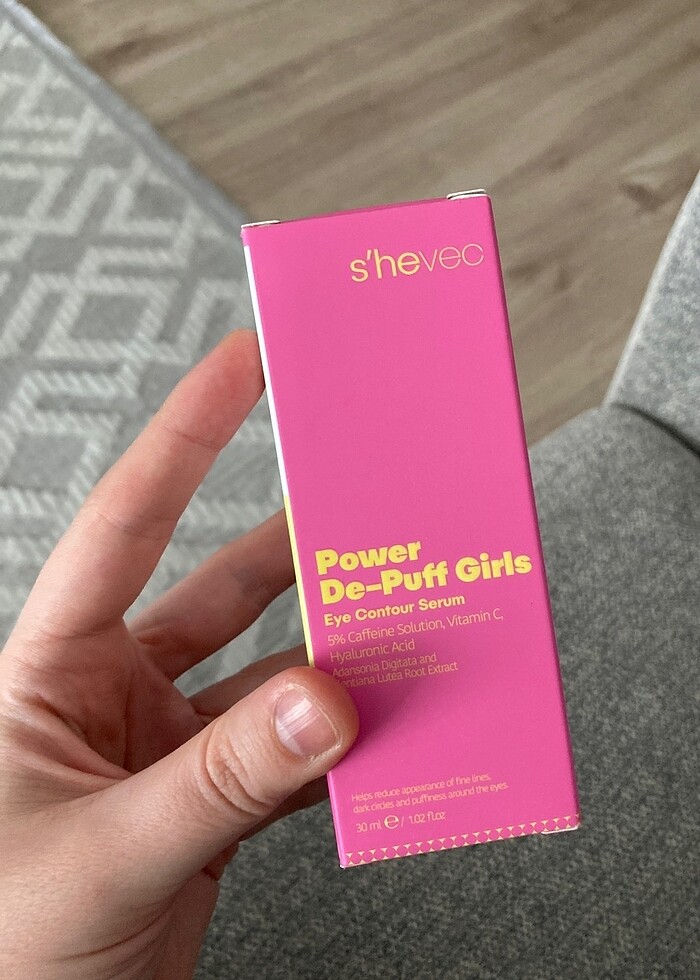 s'hevec
Power
De-Puff Girls
Eye Contour Serum
5% Caffeine Solution, Vitamin C,
Hyaluronic Acid
Adansonia Digitata and
Gentiana Lutea Root Extract
Helps reduce appearance of fine lines,
dark circles and puffiness around the eyes
30 ml ℮ / 1.02 fl.oz